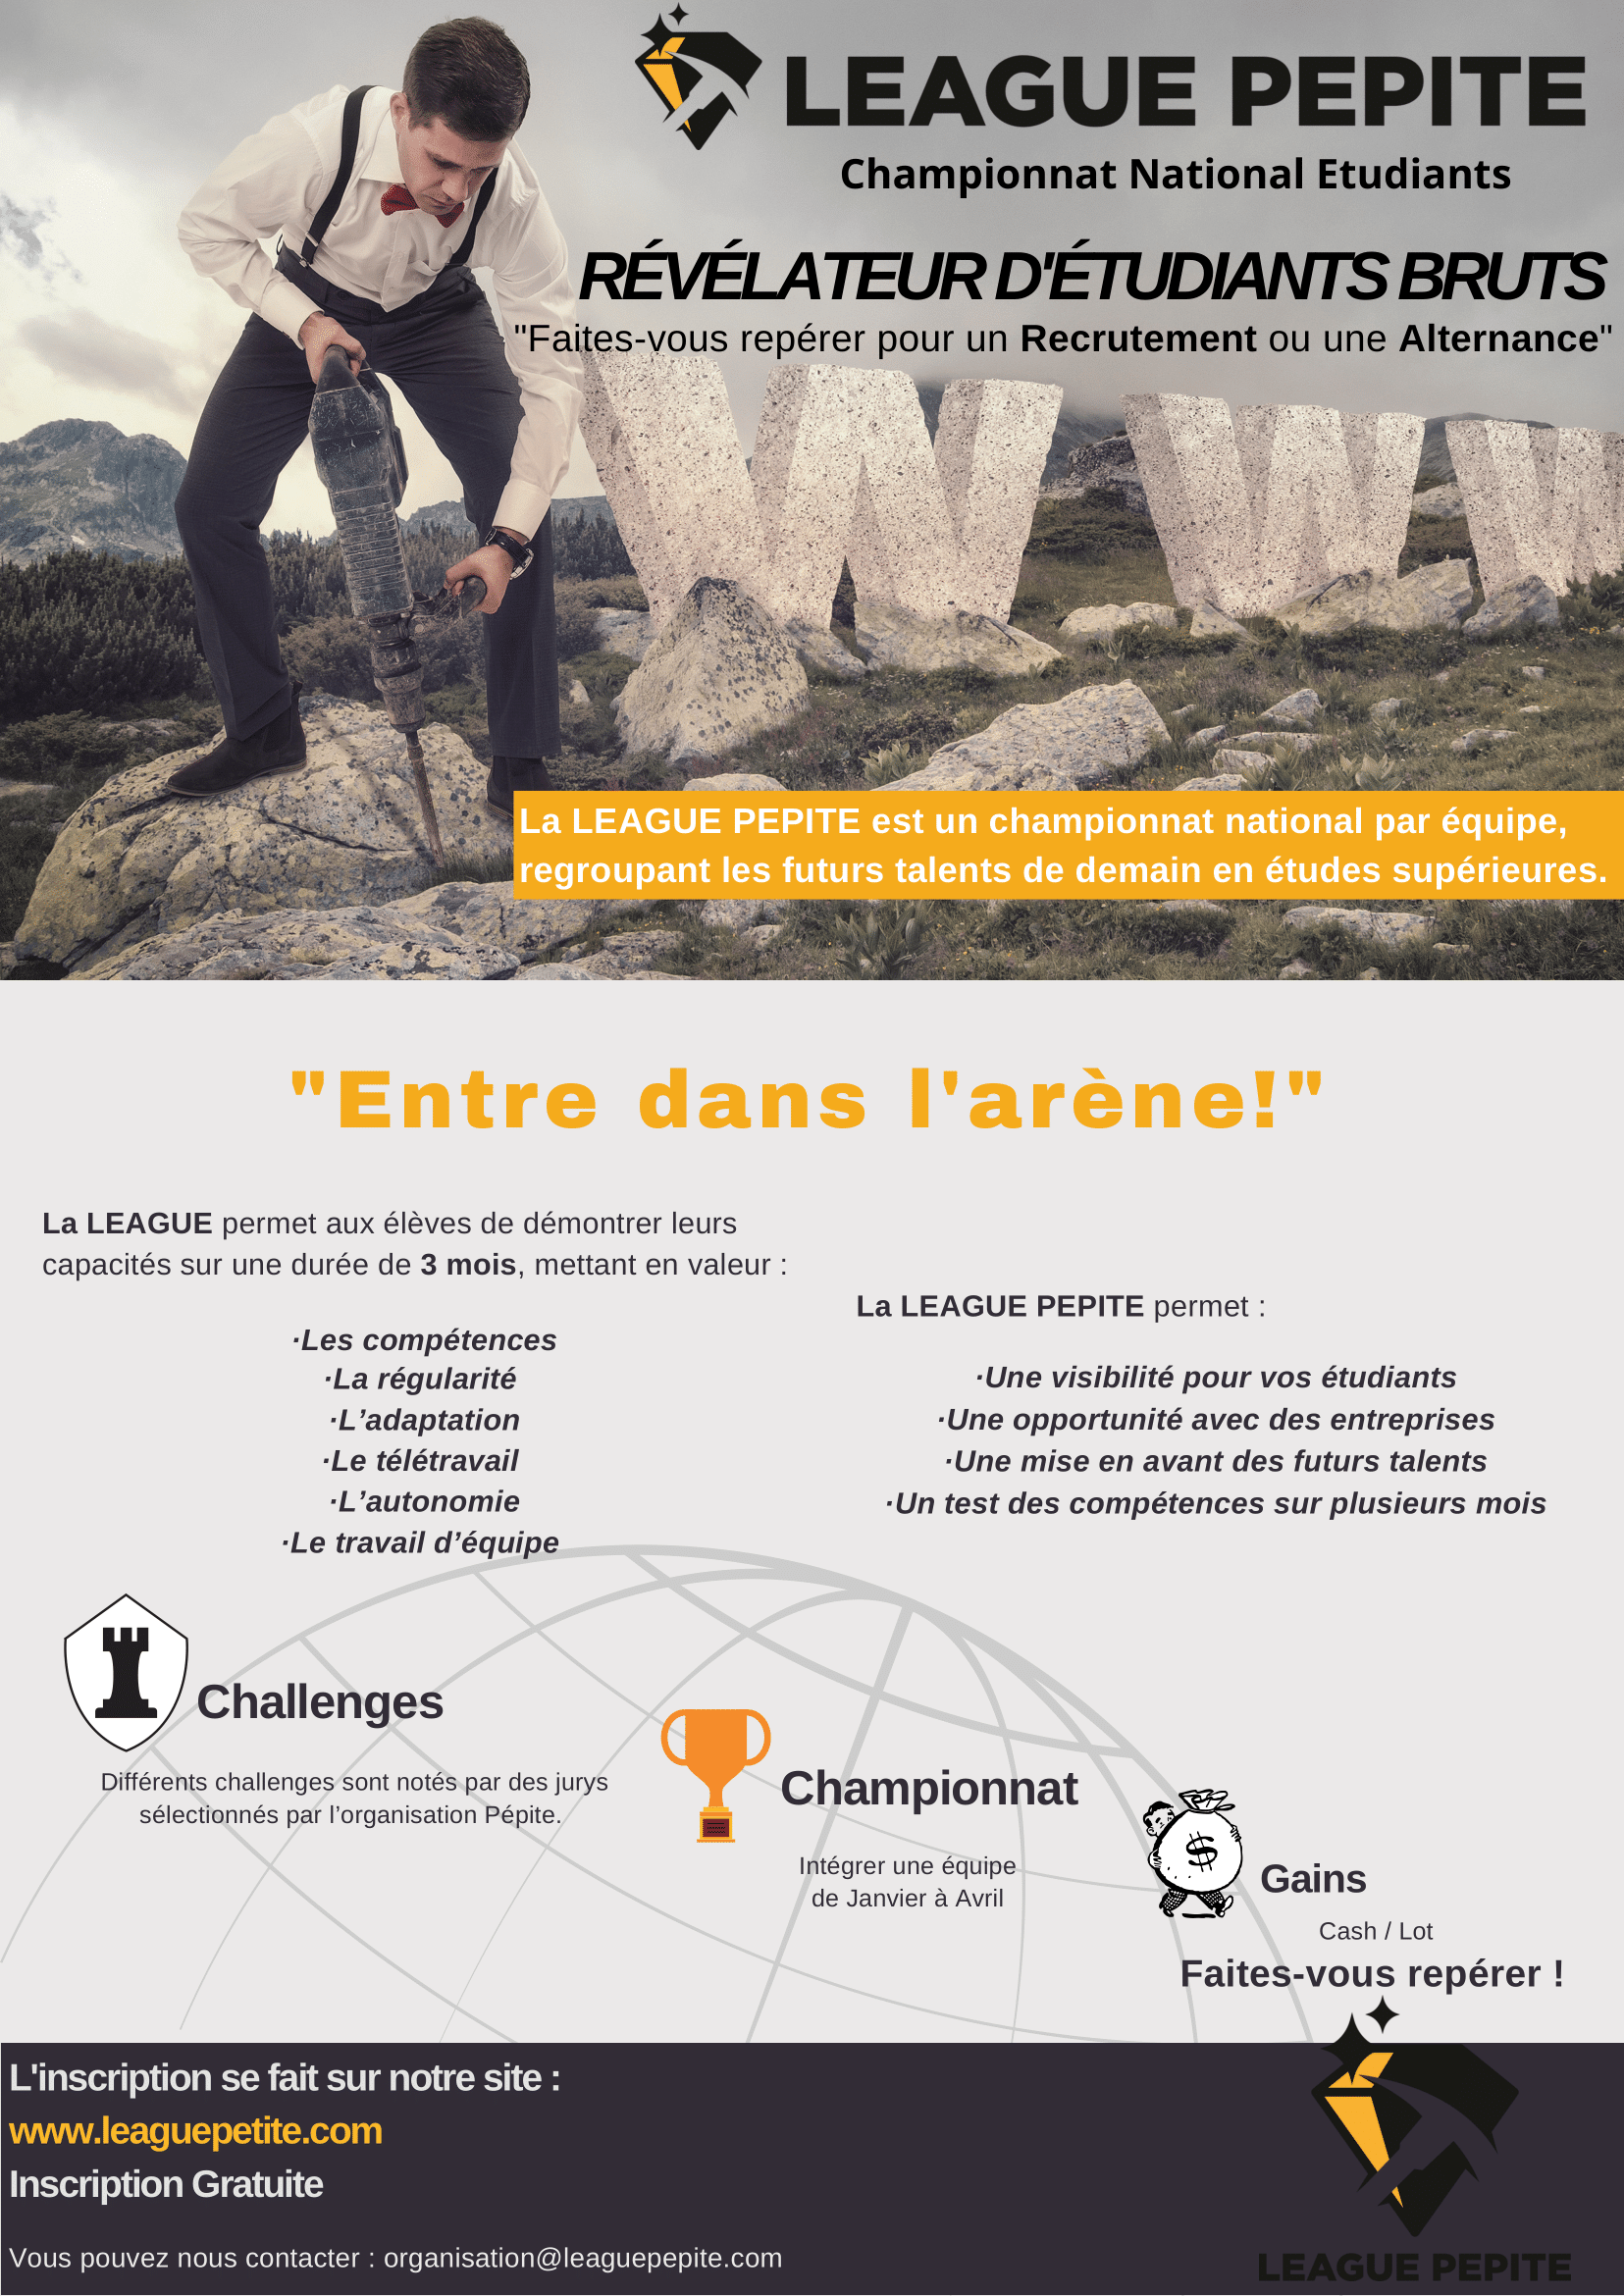 LEAGUE PEPITE
Championnat National Etudiants
RÉVÉLATEUR D'ÉTUDIANTS BRUTS
"Faites-vous repérer pour un Recrutement ou une Alternance"
W W W
La LEAGUE PEPITE est un championnat national par équipe,
regroupant les futurs talents de demain en études supérieures.
"Entre dans l'arène!"
La LEAGUE permet aux élèves de démontrer leurs
capacités sur une durée de 3 mois, mettant en valeur :
·Les compétences
·La régularité
·L’adaptation
·Le télétravail
·L’autonomie
·Le travail d’équipe
La LEAGUE PEPITE permet :
·Une visibilité pour vos étudiants
·Une opportunité avec des entreprises
·Une mise en avant des futurs talents
·Un test des compétences sur plusieurs mois
Challenges
Différents challenges sont notés par des jurys
sélectionnés par l’organisation Pépite.
Championnat
Intégrer une équipe
de Janvier à Avril
$
Gains
Cash / Lot
Faites-vous repérer !
L'inscription se fait sur notre site :
www.leaguepetite.com
Inscription Gratuite
Vous pouvez nous contacter : organisation@leaguepepite.com
LEAGUE PEPITE